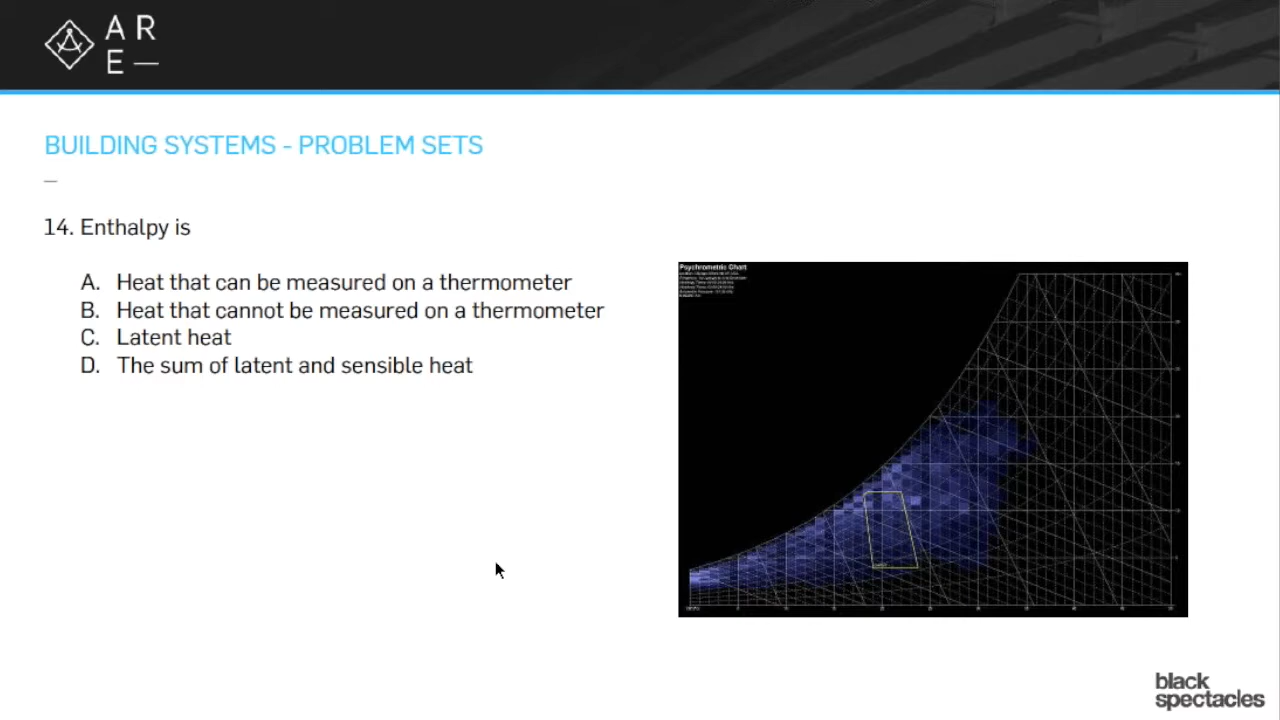 A R
E —
BUILDING SYSTEMS - PROBLEM SETS
14. Enthalpy is
A. Heat that can be measured on a thermometer
B. Heat that cannot be measured on a thermometer
C. Latent heat
D. The sum of latent and sensible heat
Psychrometric Chart
black
spectacles